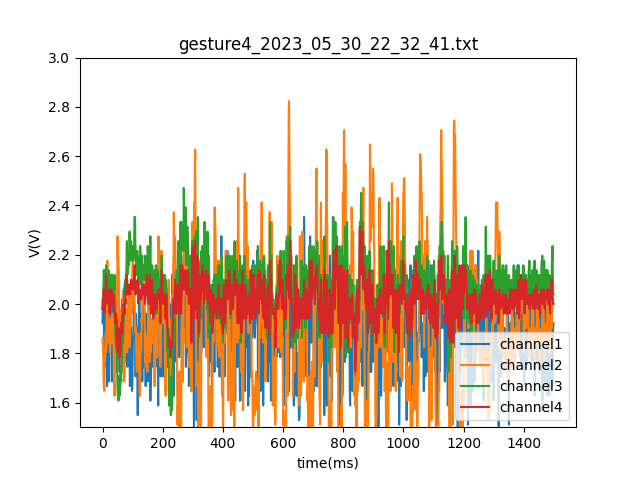 gesture4_2023_05_30_22_32_41.txt
3.0
2.8
2.6
2.4
2.2
2.0
1.8
1.6
V(V)
channel1
channel2
channel3
channel4
0 200 400 600 800 1000 1200 1400
time(ms)